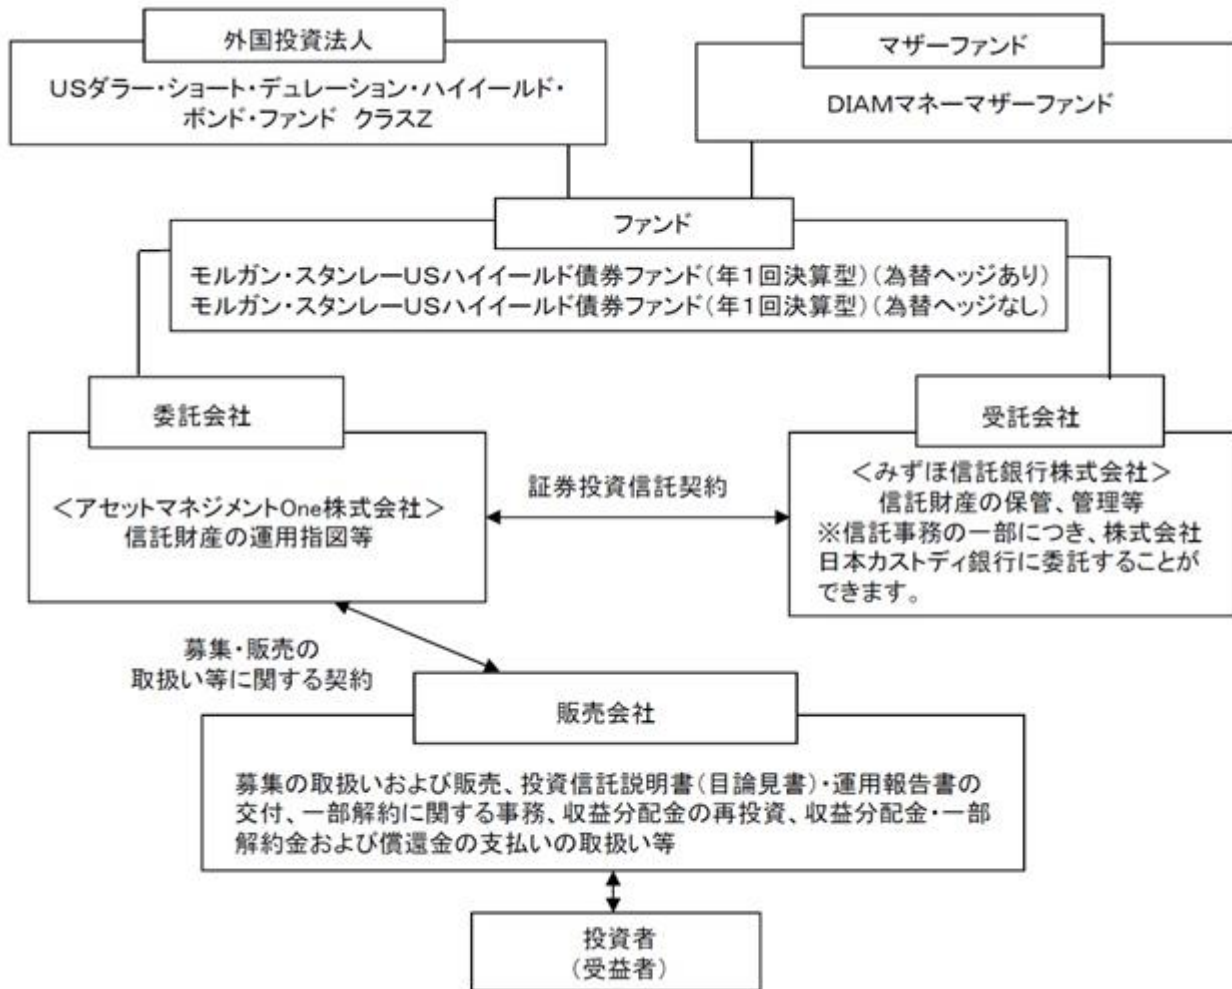 外国投資法人
USダラー・ショート・デュレーション・ハイイールド・
ボンド・ファンド クラスZ
マザーファンド
DIAMマネーマザーファンド
ファンド
モルガン・スタンレーUSハイイールド債券ファンド(年1回決算型)(為替ヘッジあり)
モルガン・スタンレーUSハイイールド債券ファンド(年1回決算型)(為替ヘッジなし)
委託会社
<アセットマネジメントOne株式会社>
信託財産の運用指図等
証券投資信託契約
受託会社
<みずほ信託銀行株式会社>
信託財産の保管、管理等
※信託事務の一部につき、株式会社
日本カストディ銀行に委託することが
できます。
募集・販売の
取扱い等に関する契約
販売会社
募集の取扱いおよび販売、投資信託説明書(目論見書)・運用報告書の
交付、一部解約に関する事務、収益分配金の再投資、収益分配金・一部
解約金および償還金の支払いの取扱い等
投資者
(受益者)